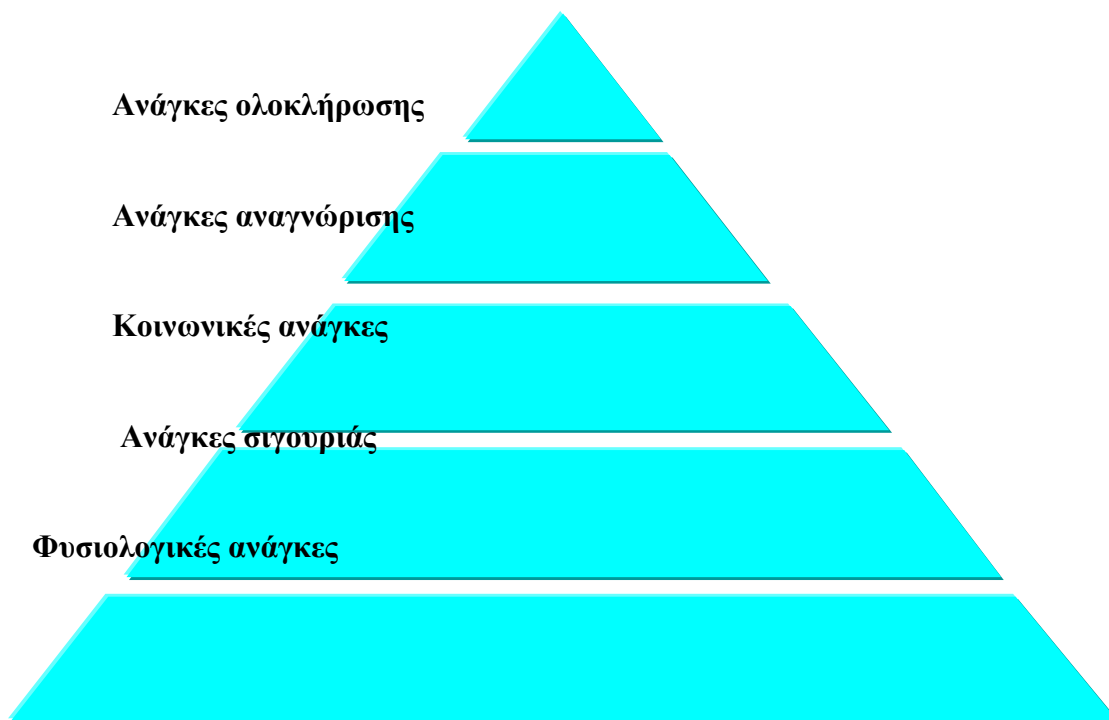 Ανάγκες ολοκλήρωσης
Ανάγκες αναγνώρισης
Κοινωνικές ανάγκες
Ανάγκες σιγουριάς
Φυσιολογικές ανάγκες